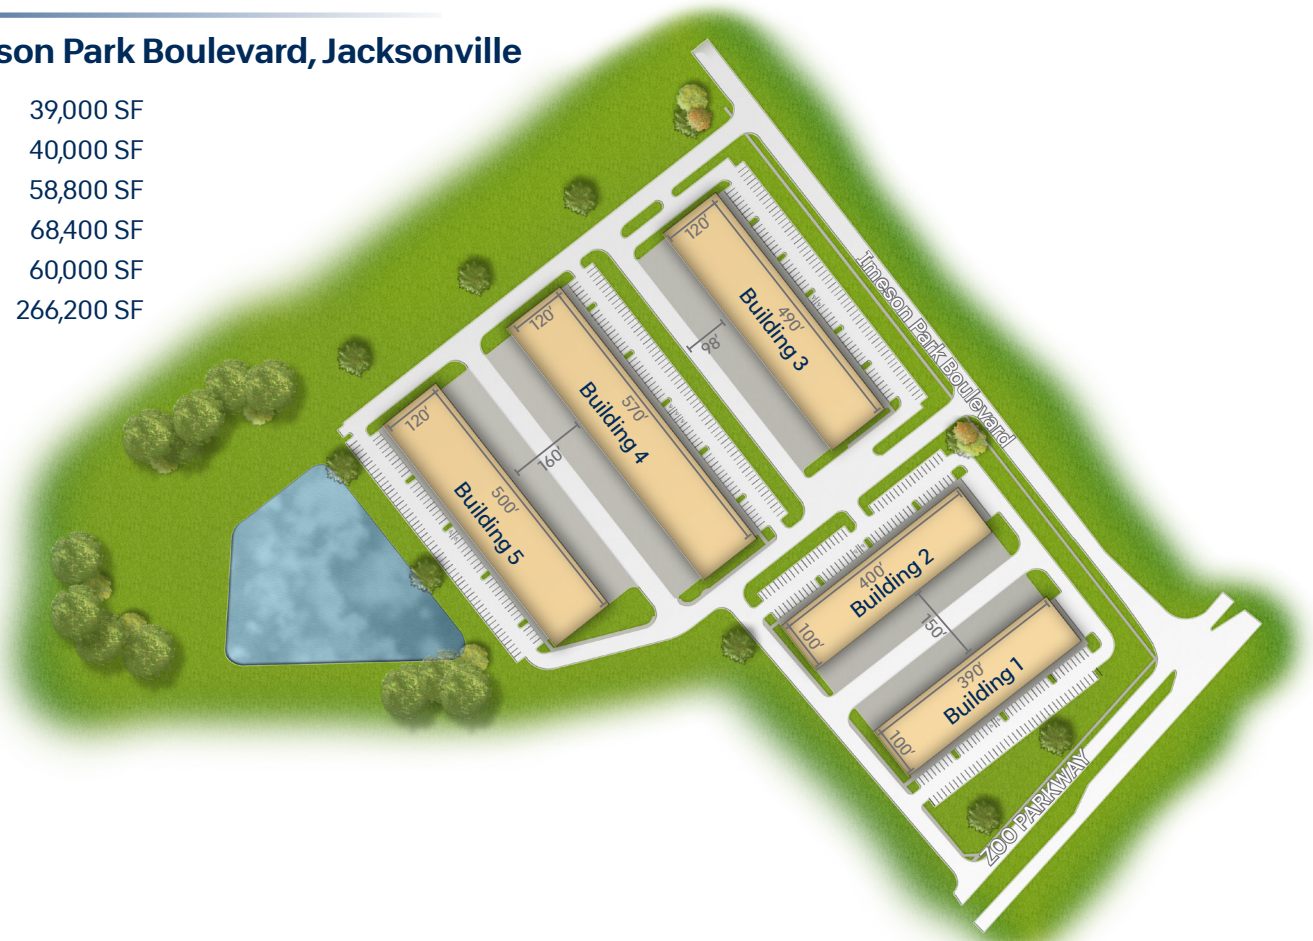 son Park Boulevard, Jacksonville
39,000 SF
40,000 SF
58,800 SF
68,400 SF
60,000 SF
266,200 SF
120'
490'
Building 3
98'
Imeson Park Boulevard
120'
570'
Building 4
160'
120'
500'
Building 5
400'
Building 2
100'
150'
390'
Building 1
100'
ZOO PARKWAY